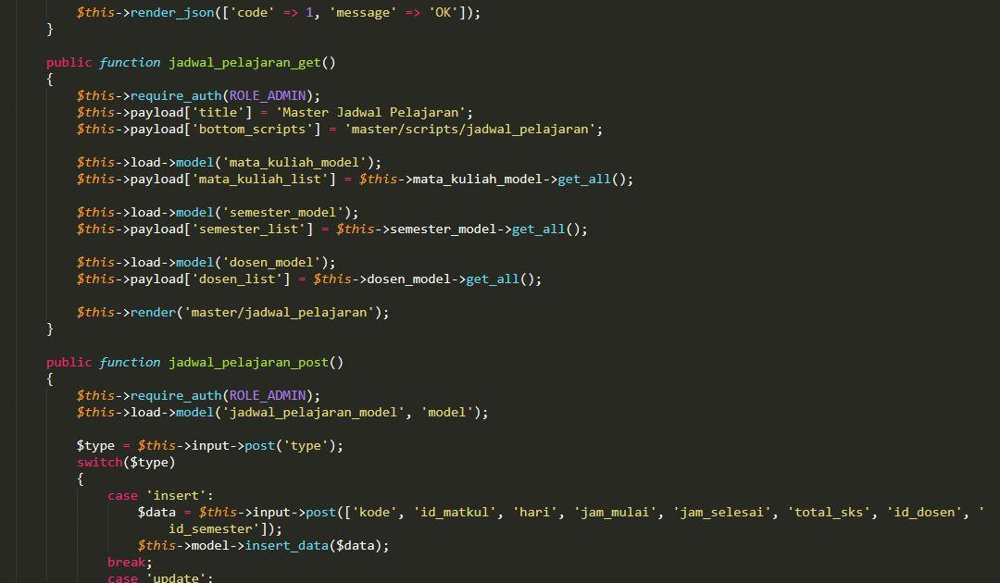 $this->render_json(['code' => 1, 'message' => 'OK']);
}
public function jadwal_pelajaran_get()
{
$this->require_auth(ROLE_ADMIN);
$this->payload['title'] = 'Master Jadwal Pelajaran';
$this->payload['bottom_scripts'] = 'master/scripts/jadwal_pelajaran';
$this->load->model('mata_kuliah_model');
$this->payload['mata_kuliah_list'] = $this->mata_kuliah_model->get_all();
$this->load->model('semester_model');
$this->payload['semester_list'] = $this->semester_model->get_all();
$this->load->model('dosen_model');
$this->payload['dosen_list'] = $this->dosen_model->get_all();
$this->render('master/jadwal_pelajaran');
}
public function jadwal_pelajaran_post()
{
$this->require_auth(ROLE_ADMIN);
$this->load->model('jadwal_pelajaran_model', 'model');
$type = $this->input->post('type');
switch($type)
{
case 'insert':
$data = $this->input->post(['kode', 'id_matkul', 'hari', 'jam_mulai', 'jam_selesai', 'total_sks', 'id_dosen', '
id_semester']);
$this->model->insert_data($data);
break;
case 'update':